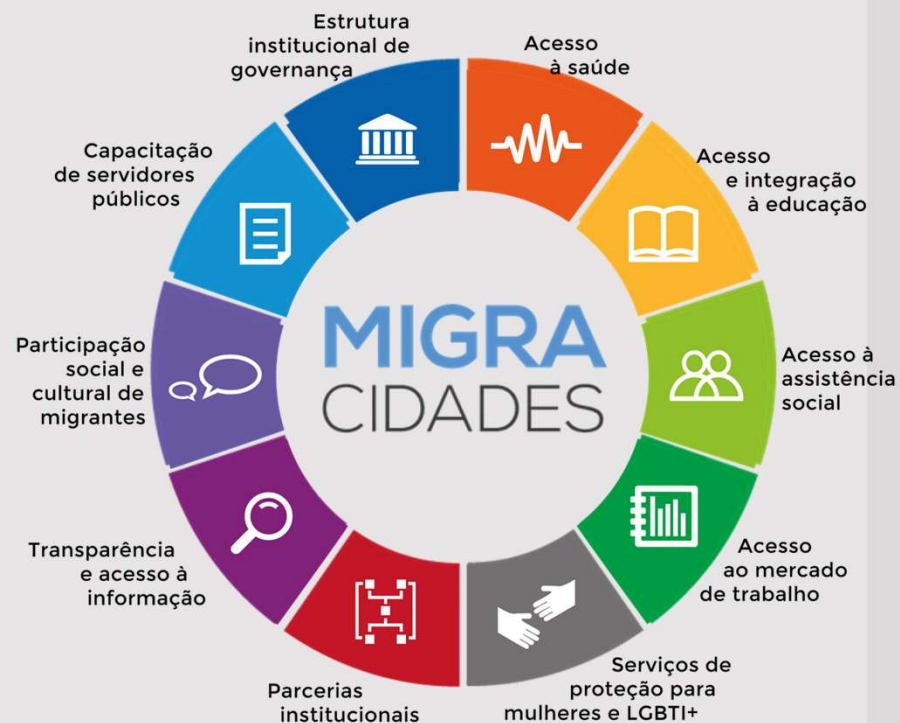 Estrutura
institucional de
governança
Acesso
à saúde
Acesso
e integração
à educação
Acesso à
assistência
social
Acesso
ao mercado
de trabalho
Serviços de
proteção para
mulheres e LGBTI+
Parcerias
institucionais
Transparência
e acesso à
informação
Participação
social e
cultural de
migrantes
Capacitação
de servidores
públicos
MIGRA
CIDADES